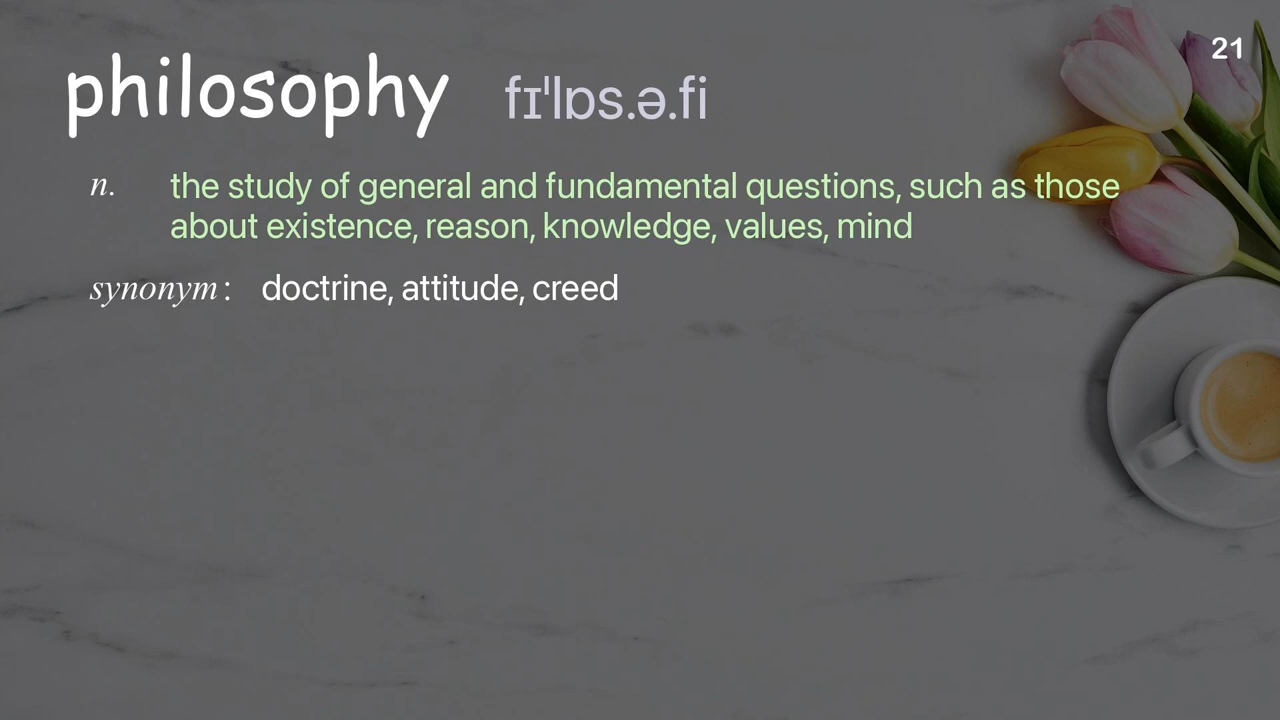 21
philosophy fɪˈlɒs.ə.fi
n. the study of general and fundamental questions, such as those
about existence, reason, knowledge, values, mind
synonym: doctrine, attitude, creed